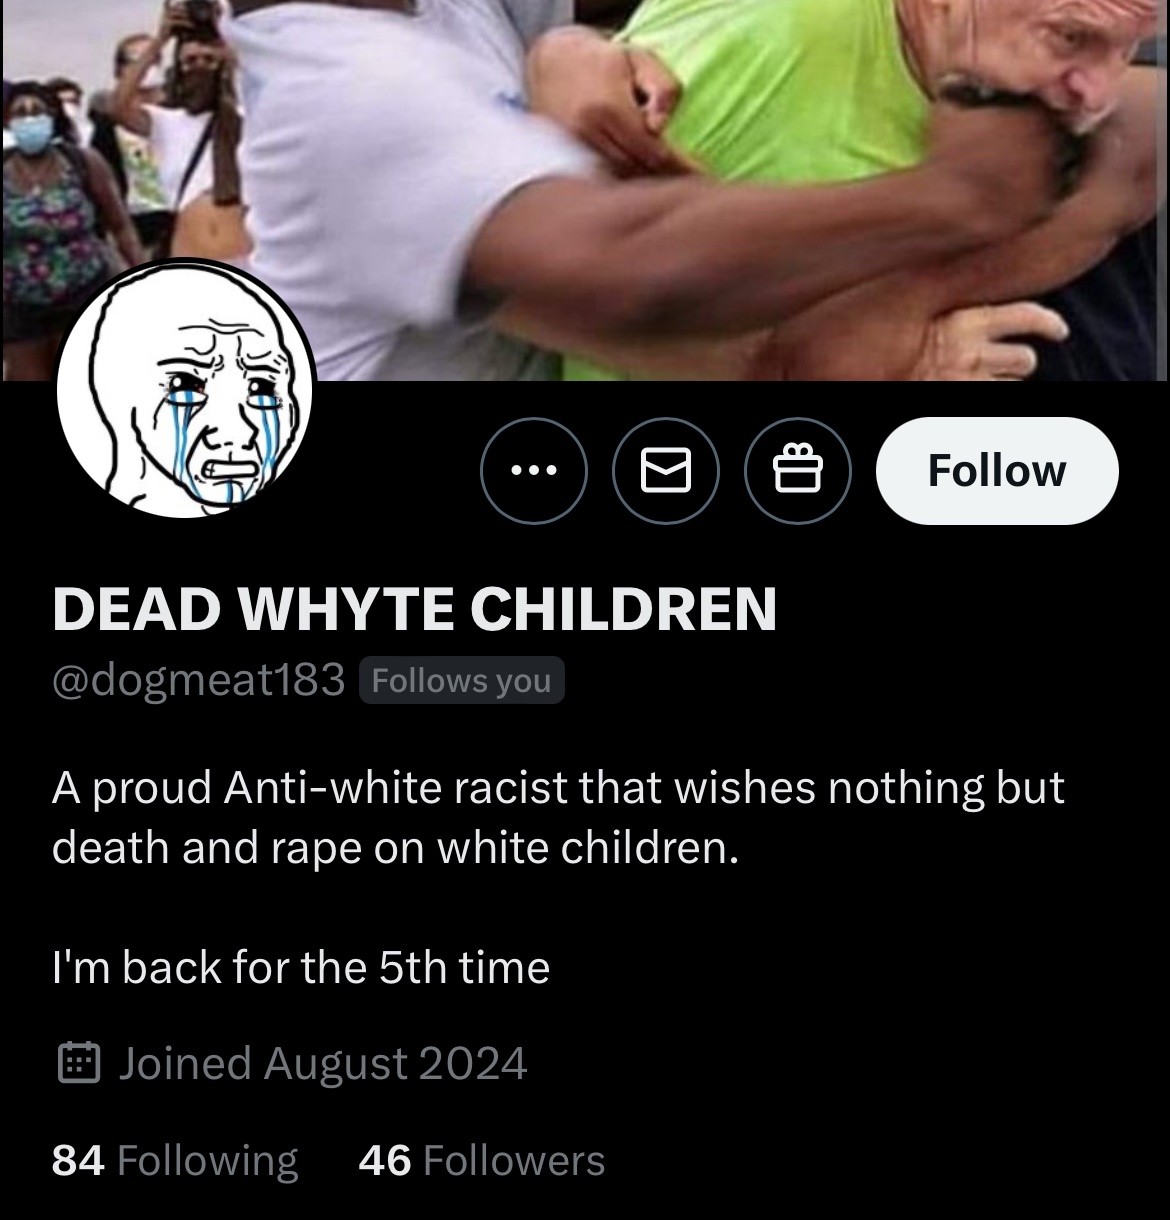 Follow
DEAD WHYTE CHILDREN
@dogmeat183 Follows you
A proud Anti-white racist that wishes nothing but
death and rape on white children.
I'm back for the 5th time
Joined August 2024
84 Following 46 Followers